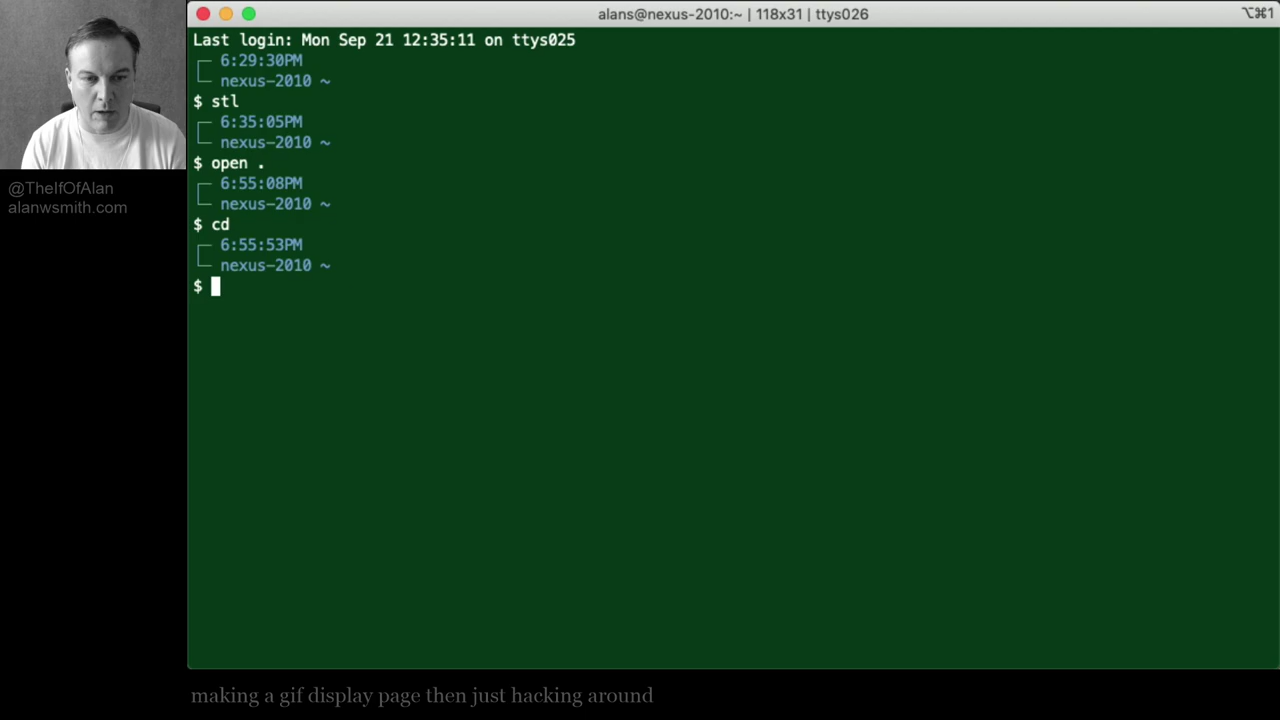 alans@nexus-2010:~ | 118x31 | ttys026
⌥⌘1
Last login: Mon Sep 21 12:35:11 on ttys025
6:29:30PM
nexus-2010 ~
$ stl
6:35:05PM
nexus-2010 ~
$ open .
6:55:08PM
nexus-2010 ~
$ cd
6:55:53PM
nexus-2010 ~
$
@TheIfOfAlan
alanwsmith.com
making a gif display page then just hacking around